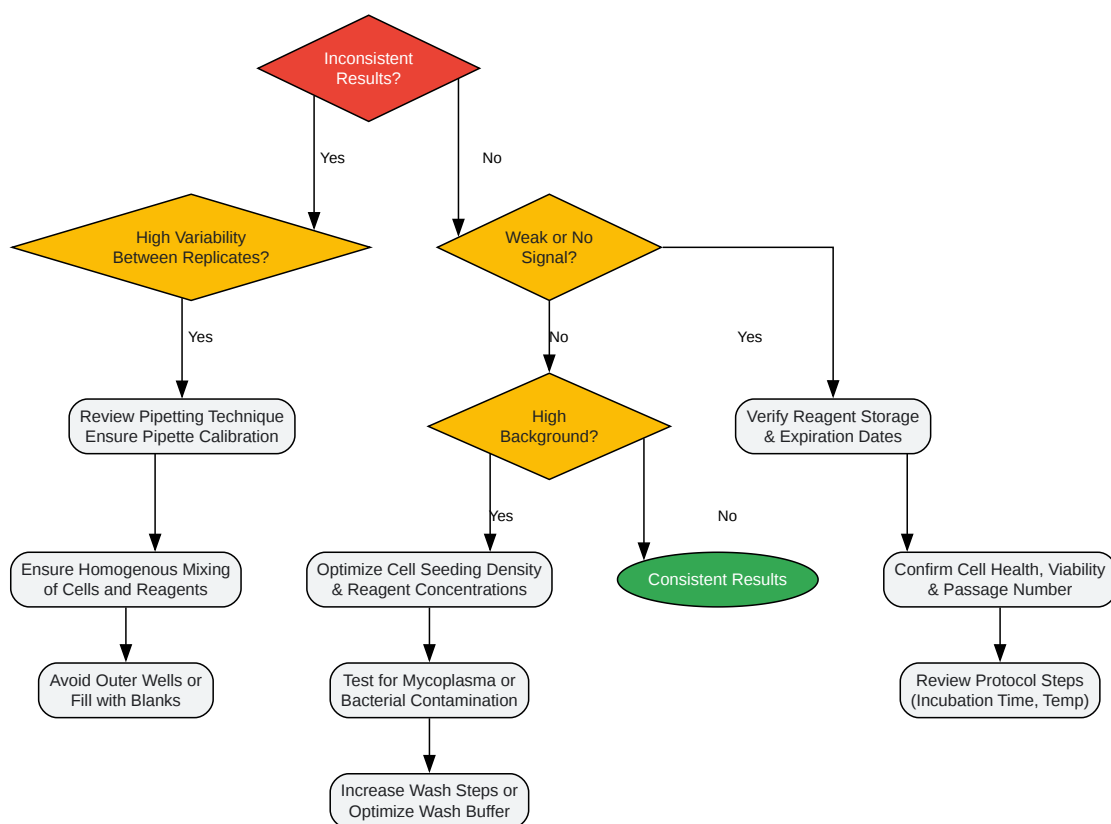 Inconsistent
Results?
Yes
No
High Variability
Between Replicates?
Weak or No
Signal?
Yes
No
Yes
Review Pipetting Technique
Ensure Pipette Calibration
High
Background?
Verify Reagent Storage
& Expiration Dates
Yes
No
Ensure Homogenous Mixing
of Cells and Reagents
Optimize Cell Seeding Density
& Reagent Concentrations
Consistent Results
Confirm Cell Health, Viability
& Passage Number
Avoid Outer Wells or
Fill with Blanks
Test for Mycoplasma or
Bacterial Contamination
Review Protocol Steps
(Incubation Time, Temp)
Increase Wash Steps or
Optimize Wash Buffer